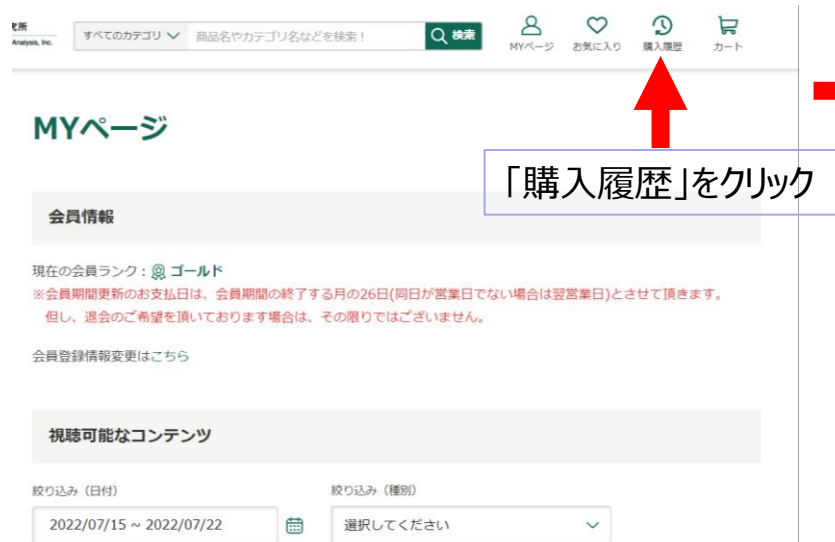 究所
Analysis, Inc.
すべてのカテゴリ 商品名やカテゴリ名などを検索！ 検索
MYページ お気に入り 購入履歴 カート
MYページ
「購入履歴」をクリック
会員情報
現在の会員ランク：ゴールド
※会員期間更新のお支払日は、会員期間の終了する月の26日(同日が営業日でない場合は翌営業日)とさせて頂きます。
但し、退会のご希望を頂いております場合は、その限りではございません。
会員登録情報変更はこちら
視聴可能なコンテンツ
絞り込み（日付） 絞り込み（種別）
2022/07/15 ~ 2022/07/22 選択してください